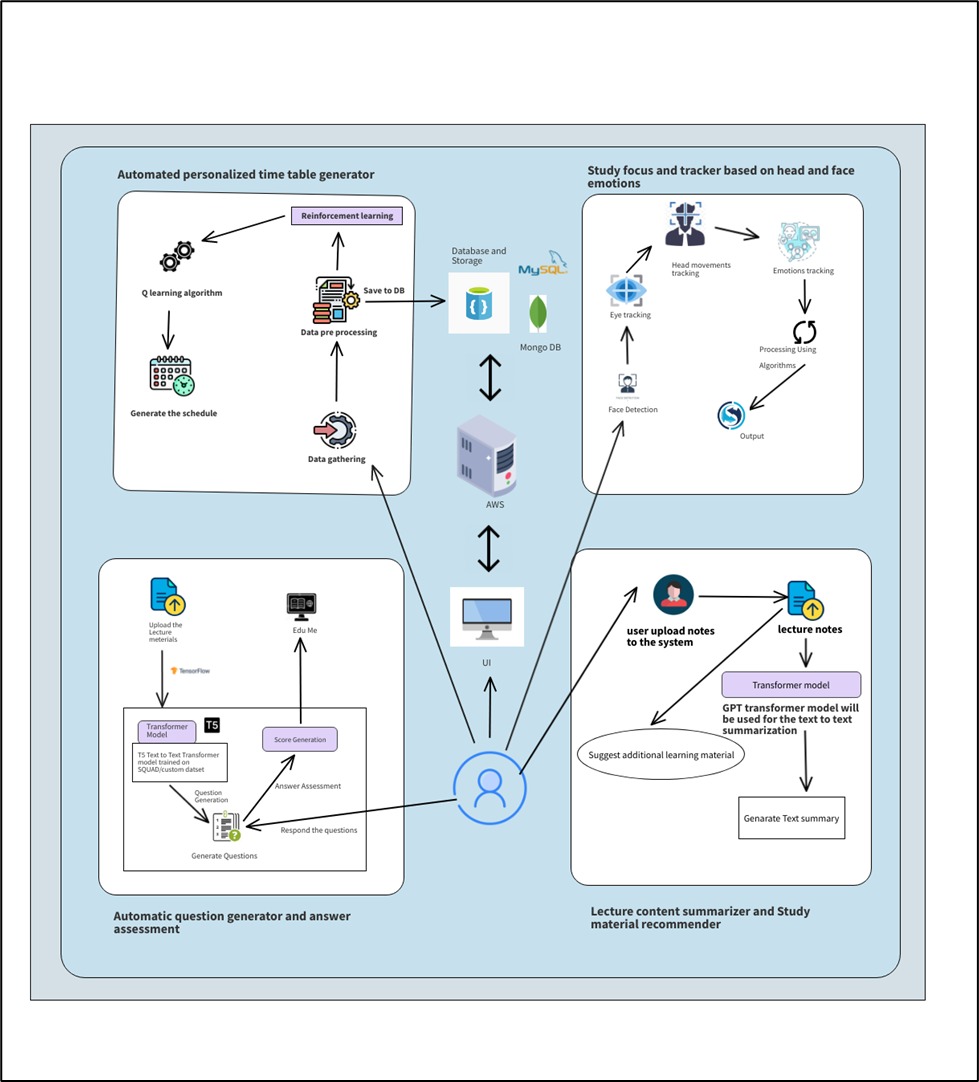 Automated personalized time table generator
Reinforcement learning
Q learning algorithm
Save to DB
Data pre processing
Generate the schedule
Data gathering
Database and
Storage
MySQL
Mongo DB
AWS
UI
Study focus and tracker based on head and face
emotions
Head movements
tracking
Emotions tracking
Eye tracking
Processing Using
Algorithms
Face Detection
Output
Upload the
Lecture
meterials
Edu Me
TensorFlow
Transformer
Model
T5
T5 Text to Text Transformer
model trained on
SQUAD/custom datset
Score Generation
Question
Generation
Answer Assessment
Respond the questions
Generate Questions
Automatic question generator and answer
assessment
user upload notes
to the system
lecture notes
Transformer model
GPT transformer model will
be used for the text to text
summarization
Suggest additional learning material
Genarate Text summary
Lecture content summarizer and Study
material recommender